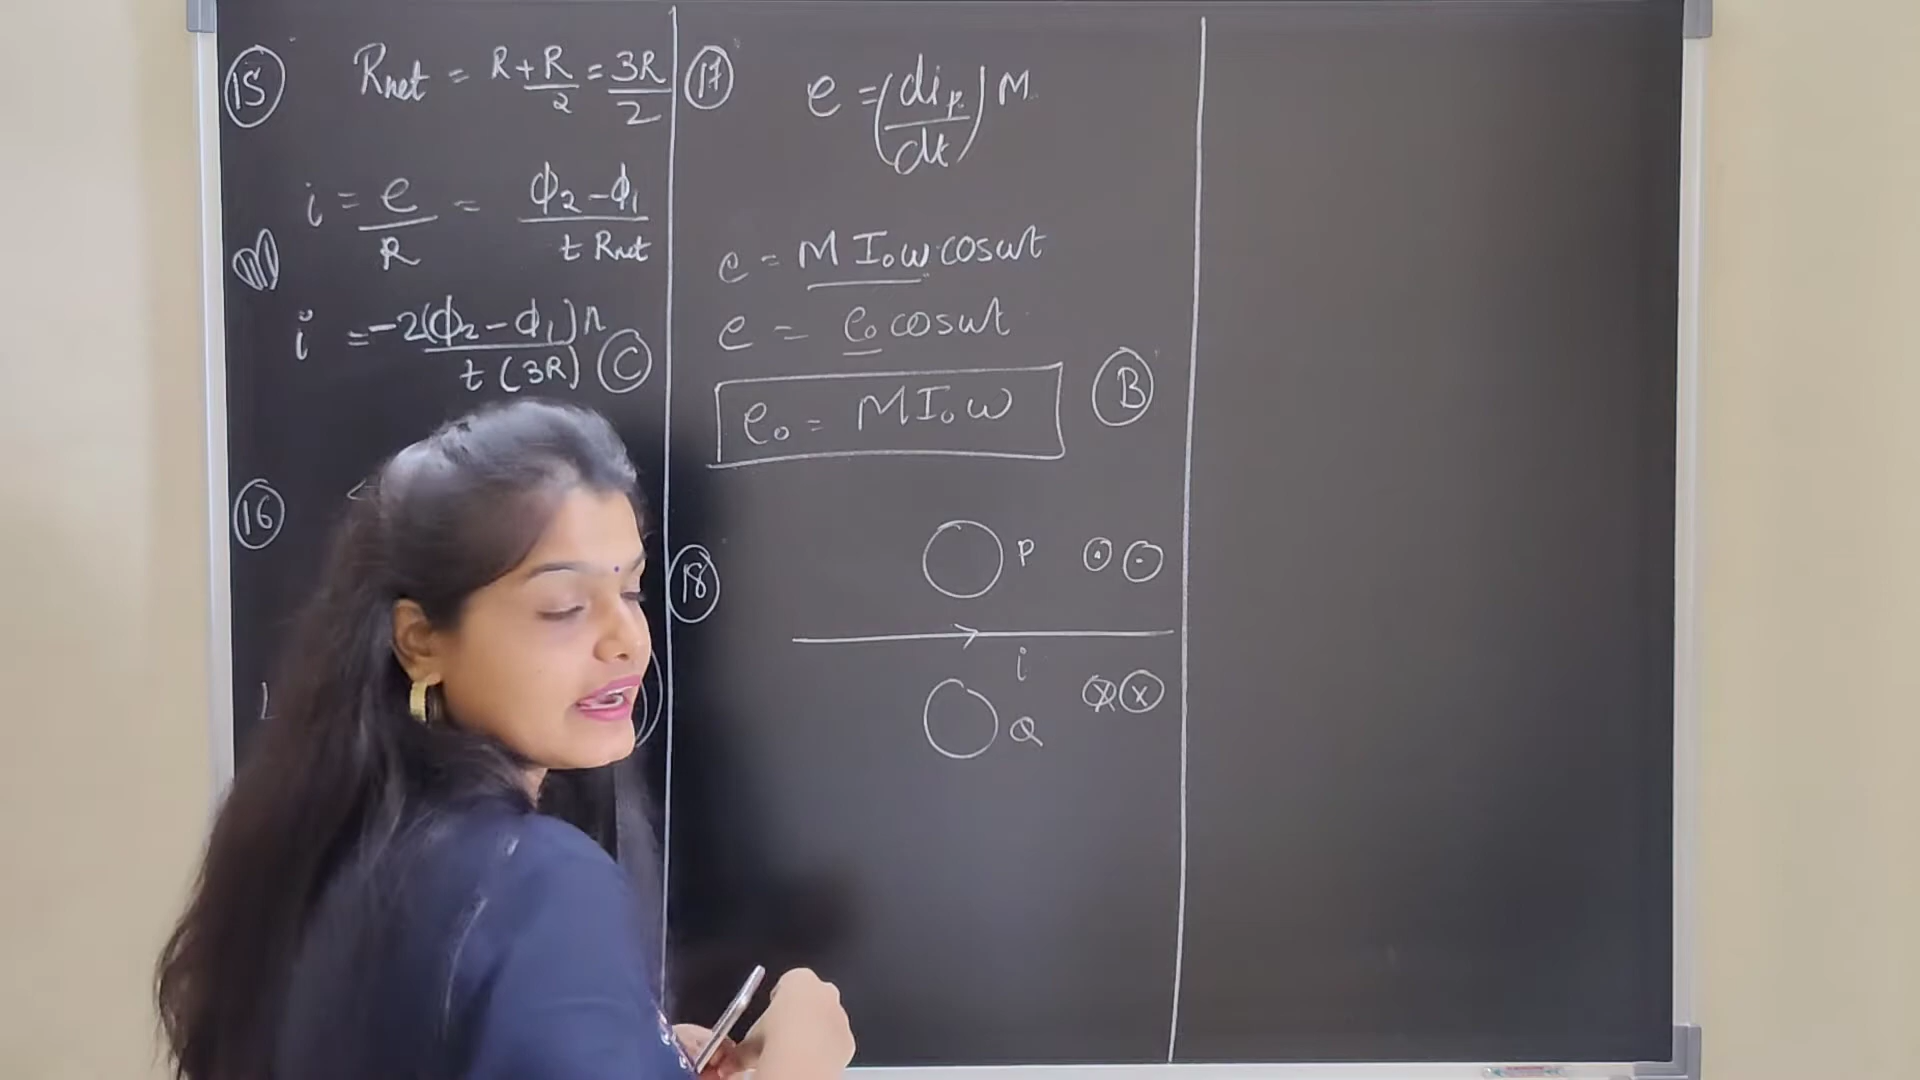 15 Rnet = R + R/2 = 3R/2
i = e/R = ϕ2 - ϕ1 / t Rnet
i = -2(ϕ2 - ϕ1)n / t (3R) C
16
L
17 e = (dip/dt) M
e = M I0 ω cosωt
e = e0 cosωt
e0 = M I0 ω B
18 P ⊙ ⊙
i
Q ⊗ ⊗